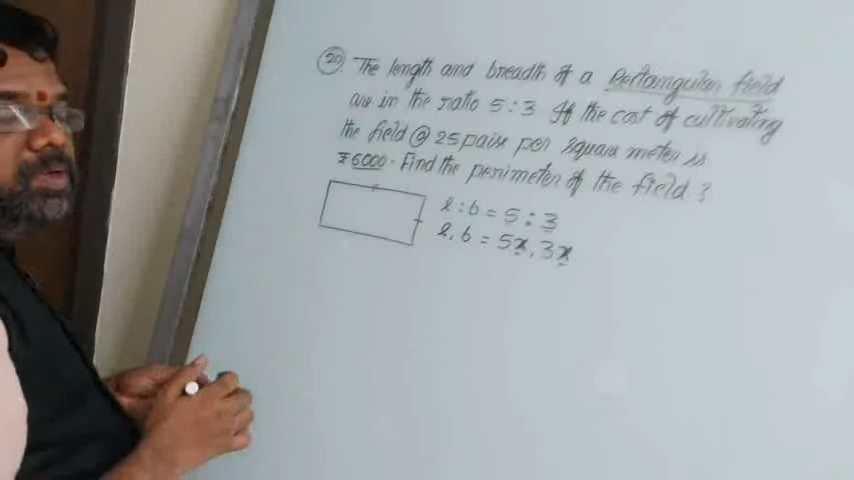 20. The length and breadth of a Rectangular field
are in the ratio 5:3 If the cost of cultivating
the field @ 25 paise per square meter is
₹6000. Find the perimeter of the field?
l:b = 5:3
l, b = 5x, 3x